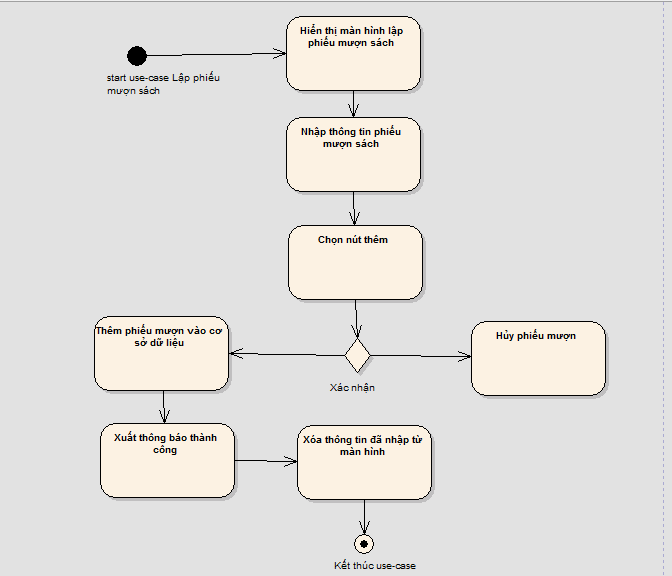 Hiển thị màn hình lập
phiếu mượn sách
start use-case Lập phiếu
mượn sách
Nhập thông tin phiếu
mượn sách
Chọn nút thêm
Thêm phiếu mượn vào cơ
sở dữ liệu
Hủy phiếu mượn
Xác nhận
Xuất thông báo thành
công
Xóa thông tin đã nhập từ
màn hình
Kết thúc use-case